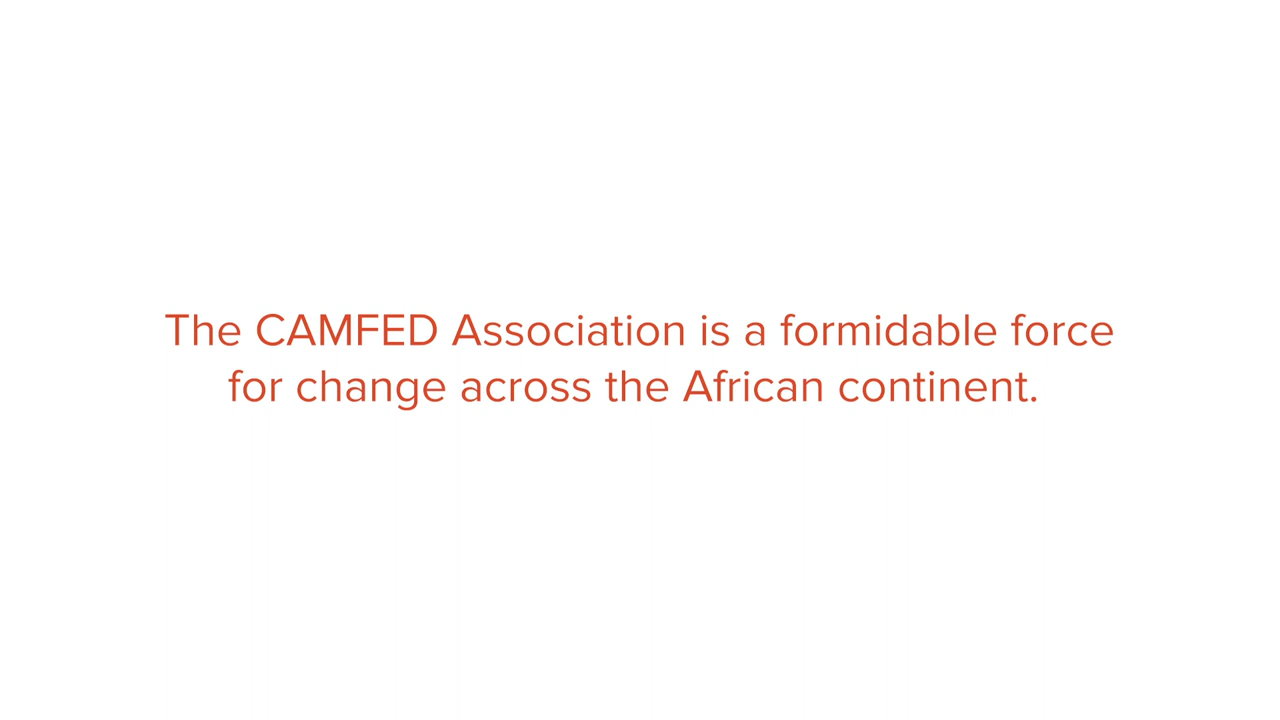 The CAMFED Association is a formidable force
for change across the African continent.